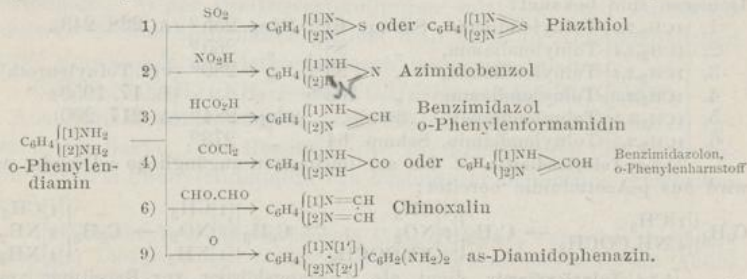 1) SO₂ C₆H₄ {[1]N [2]N > S oder C₆H₄ {[1]N [2]N > S Piazthiol
2) NO₂H C₆H₄ {[1]NH [2]N > N Azimidobenzol
3) HCO₂H C₆H₄ {[1]NH [2]N > CH Benzimidazol
o-Phenylenformamidin
C₆H₄ {[1]NH₂ [2]NH₂
o-Phenylen-
diamin
4) COCl₂ C₆H₄ {[1]NH [2]NH > CO oder C₆H₄ {[1]NH ]2]N > COH Benzimidazolon,
o-Phenylenharnstoff
6) CHO.CHO C₆H₄ {[1]N=CH [2]N=CH Chinoxalin
9) O C₆H₄ {[1]N[1'] [2]N[2'] } C₆H₂(NH₂)₂ as-Diamidophenazin.